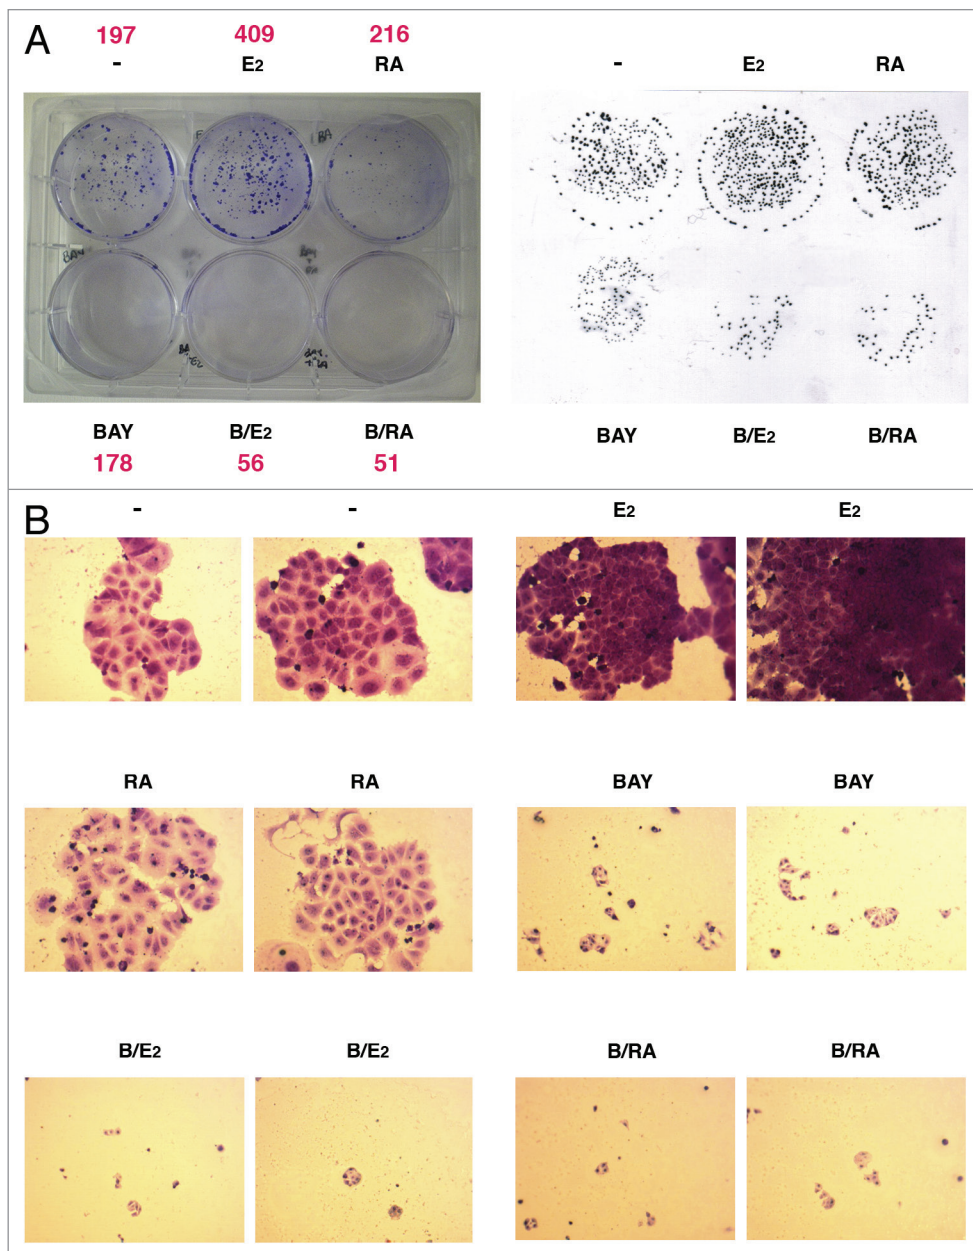 A
197 409 216
- E2 RA
- E2 RA
BAY B/E2 B/RA
178 56 51
BAY B/E2 B/RA
B
- - E2 E2
RA RA BAY BAY
B/E2 B/E2 B/RA B/RA